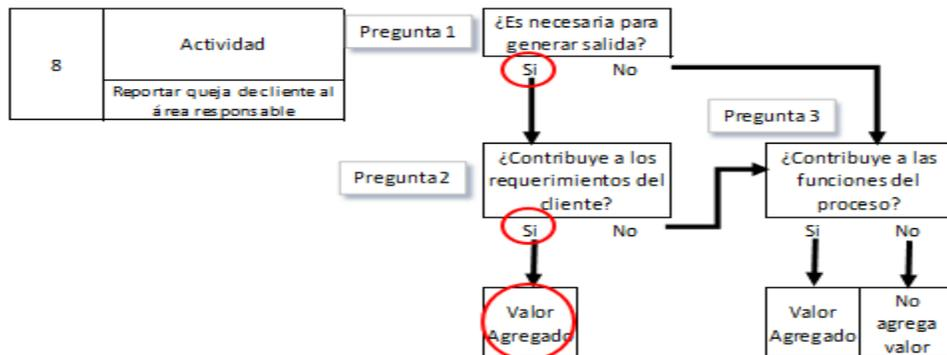 8
Actividad
Reportar queja de cliente al
área responsable
Pregunta 1
¿Es necesaria para
generar salida?
Si No
Pregunta 3
Pregunta 2
¿Contribuye a los
requerimientos del
cliente?
Si No
¿Contribuye a las
funciones del
proceso?
Si No
Valor
Agregado
Valor
Agregado
No
agrega
valor